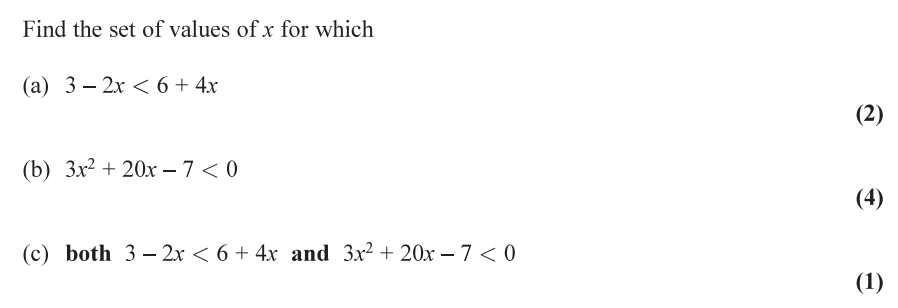 Find the set of values of x for which
(a) 3 – 2x < 6 + 4x
(2)
(b) 3x² + 20x – 7 < 0
(4)
(c) both 3 – 2x < 6 + 4x and 3x² + 20x – 7 < 0
(1)